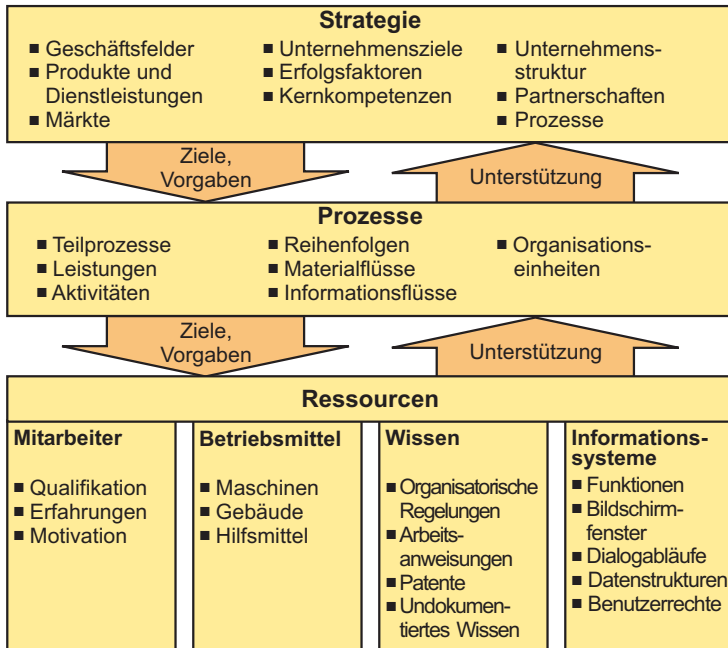 Strategie
■ Geschäftsfelder
■ Produkte und
Dienstleistungen
■ Märkte
■ Unternehmensziele
■ Erfolgsfaktoren
■ Kernkompetenzen
■ Unternehmens-
struktur
■ Partnerschaften
■ Prozesse
Ziele,
Vorgaben
Unterstützung
Prozesse
■ Teilprozesse
■ Leistungen
■ Aktivitäten
■ Reihenfolgen
■ Materialflüsse
■ Informationsflüsse
■ Organisations-
einheiten
Ziele,
Vorgaben
Unterstützung
Ressourcen
Mitarbeiter
■ Qualifikation
■ Erfahrungen
■ Motivation
Betriebsmittel
■ Maschinen
■ Gebäude
■ Hilfsmittel
Wissen
■ Organisatorische
Regelungen
■ Arbeits-
anweisungen
■ Patente
■ Undokumen-
tiertes Wissen
Informations-
systeme
■ Funktionen
■ Bildschirm-
fenster
■ Dialogabläufe
■ Datenstrukturen
■ Benutzerrechte